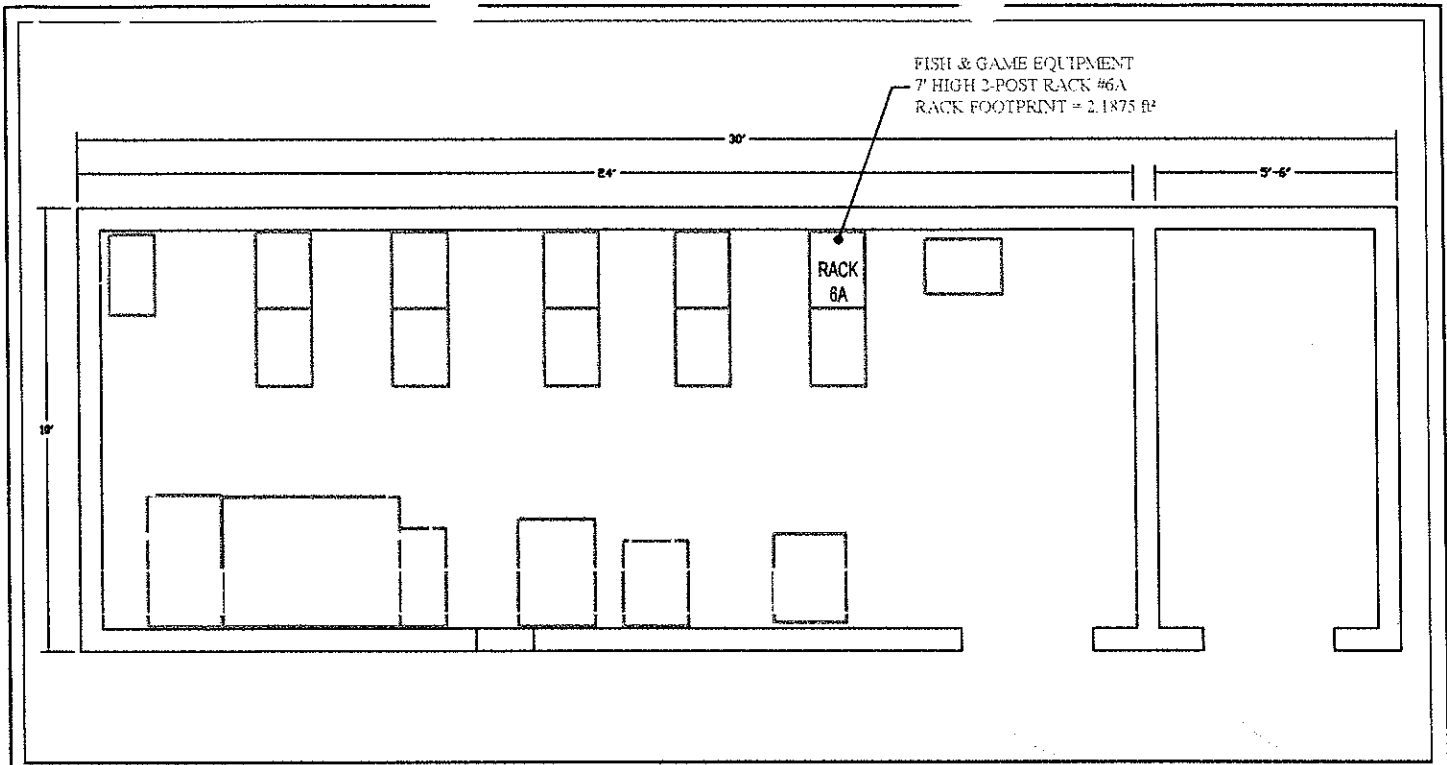 FISH & GAME EQUIPMENT
7' HIGH 2-POST RACK #6A
RACK FOOTPRINT = 2.1875 ft²
30'
24'
5'-6"
RACK
6A
10'